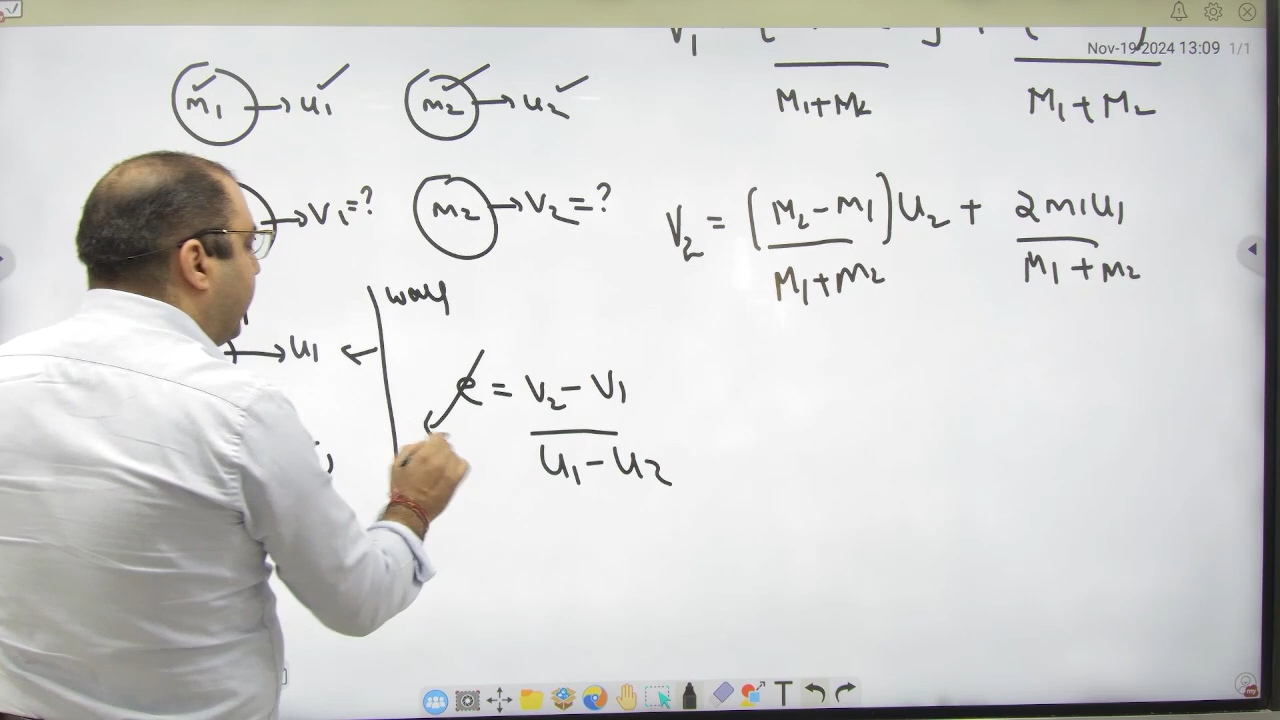 Nov-19 2024 13:09 1/1
V1
M1+M2
M1+M2
m1 → u1
m2 → u2
→ V1=?
m2 → V2=?
V2 = (M2-M1)U2 + 2m1u1
M1+M2
M1+m2
wall
→ u1 ←
e = V2-V1
U1-U2
T